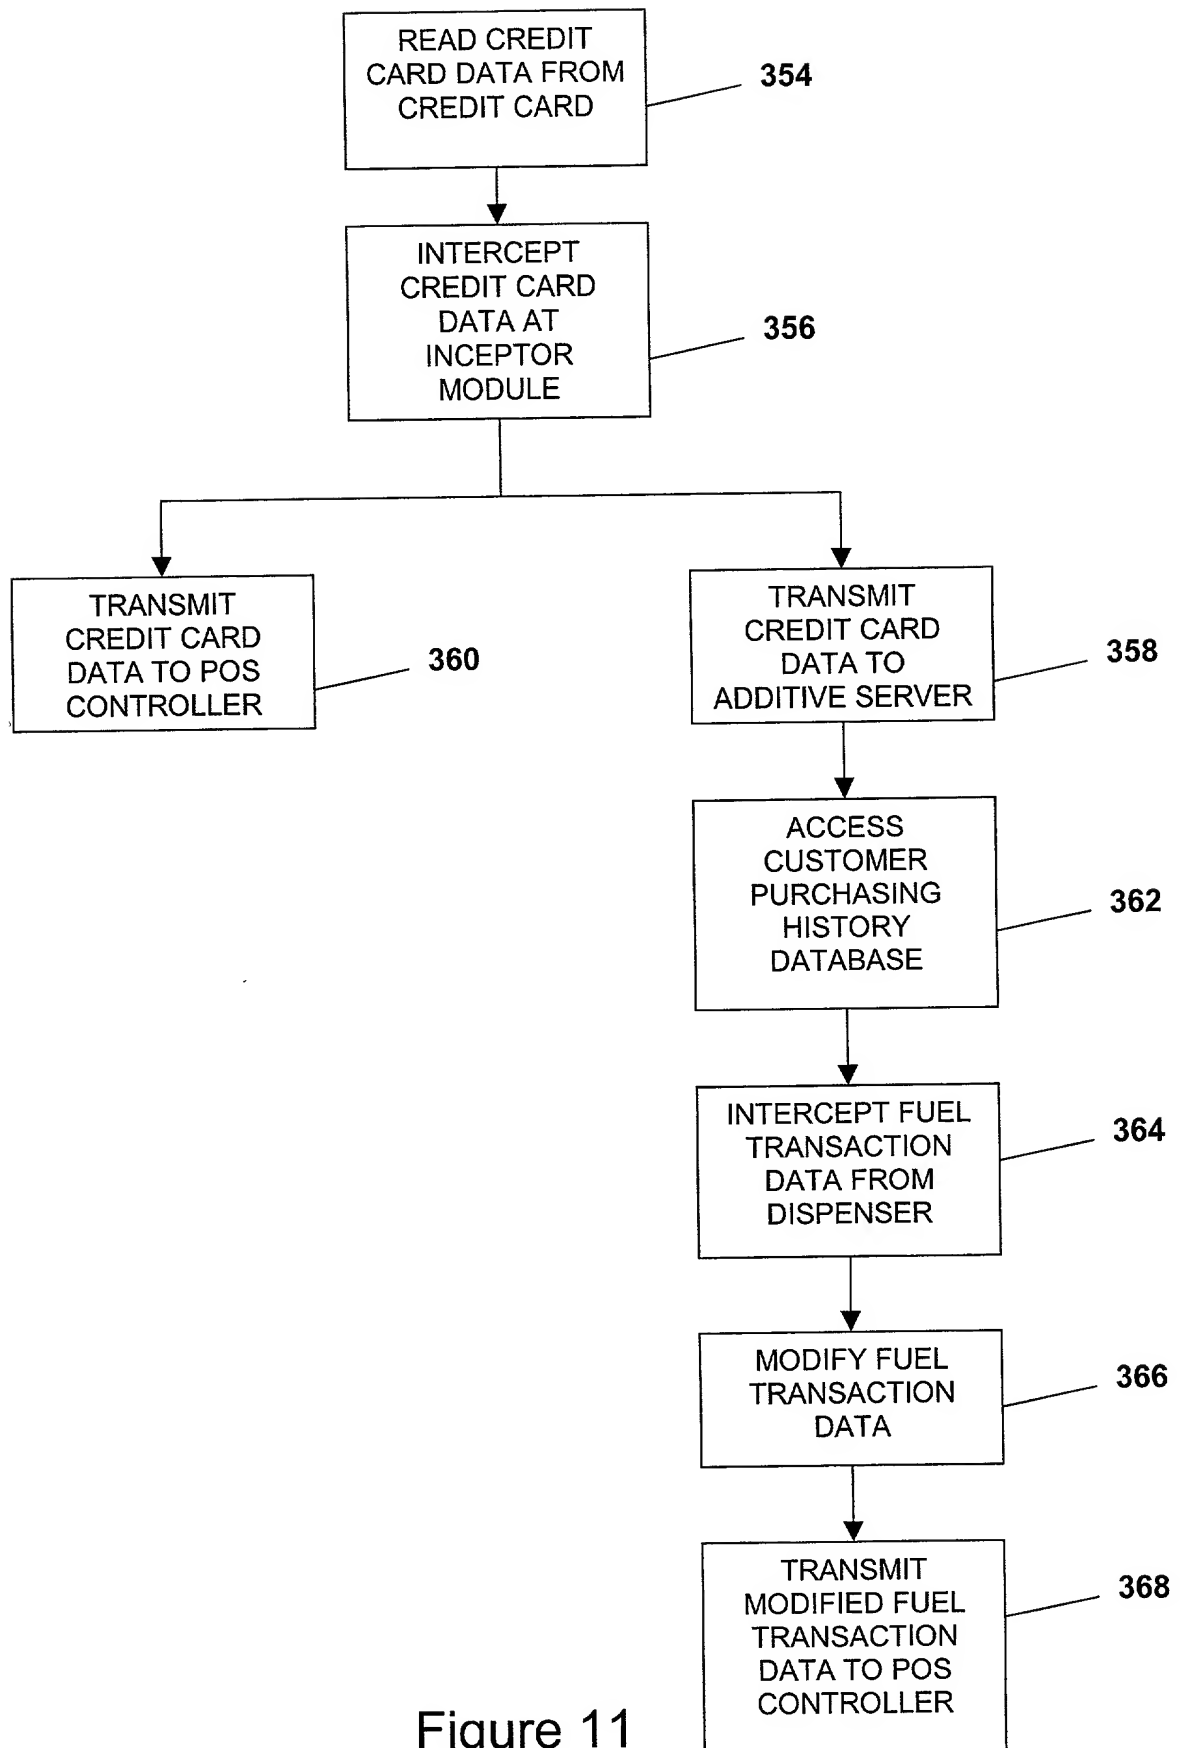 READ CREDIT
CARD DATA FROM
CREDIT CARD
354
INTERCEPT
CREDIT CARD
DATA AT
INCEPTOR
MODULE
356
TRANSMIT
CREDIT CARD
DATA TO POS
CONTROLLER
360
TRANSMIT
CREDIT CARD
DATA TO
ADDITIVE SERVER
358
ACCESS
CUSTOMER
PURCHASING
HISTORY
DATABASE
362
INTERCEPT FUEL
TRANSACTION
DATA FROM
DISPENSER
364
MODIFY FUEL
TRANSACTION
DATA
366
TRANSMIT
MODIFIED FUEL
TRANSACTION
DATA TO POS
CONTROLLER
368
Figure 11